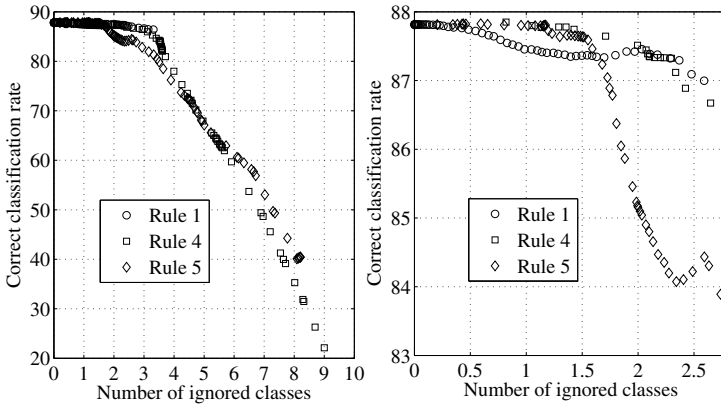 Correct classification rate
90
80
70
60
50
40
30
20
0 1 2 3 4 5 6 7 8 9 10
Number of ignored classes
Rule 1
Rule 4
Rule 5
Correct classification rate
88
87
86
85
84
83
0 0.5 1 1.5 2 2.5
Number of ignored classes
Rule 1
Rule 4
Rule 5